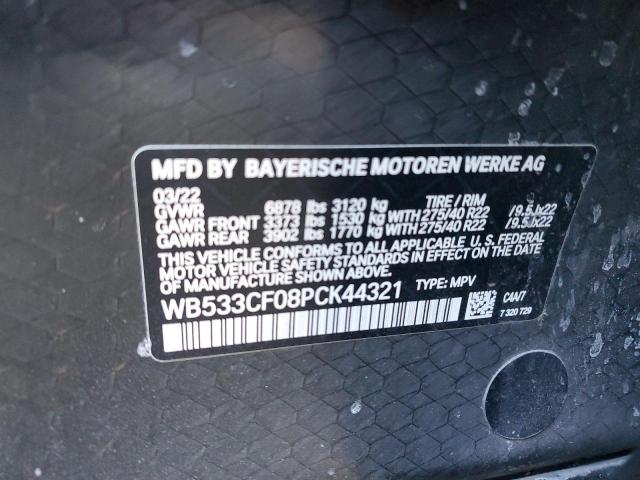 MFD BY BAYERISCHE MOTOREN WERKE AG
03/22 TIRE / RIM
GVWR 6878 lbs 3120 kg
GAWR FRONT 3373 lbs 1530 kg WITH 275/40 R22 /9.5Jx22
GAWR REAR 3902 lbs 1770 kg WITH 275/40 R22 /9.5Jx22
THIS VEHICLE CONFORMS TO ALL APPLICABLE U.S. FEDERAL
MOTOR VEHICLE SAFETY STANDARDS IN EFFECT ON THE DATE
OF MANUFACTURE SHOWN ABOVE.
WB533CF08PCK44321 TYPE: MPV
C4A/7
7 320 729